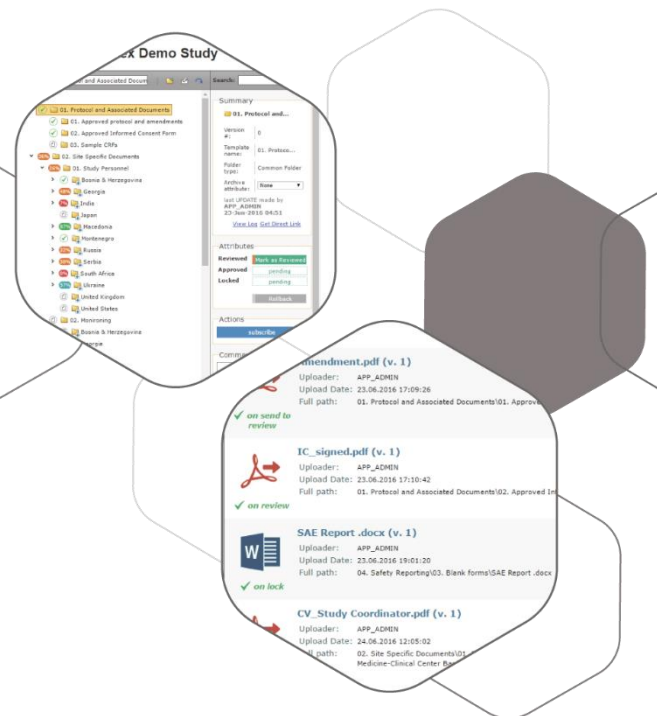 Demo Study
and Associated Docum
Search:
01. Protocol and Associated Documents
01. Approved protocol and amendments
02. Approved Informed Consent Form
03. Sample CRFs
02. Site Specific Documents
01. Study Personnel
Bosnia & Herzegovina
Georgia
India
Japan
Macedonia
Montenegro
Russia
Serbia
South Africa
Ukraine
United Kingdom
United States
02. Monitoring
Bosnia & Herzegovina
Georgia
Summary
01. Protocol and...
Version #: 0
Template name: 01. Protoco...
Folder type: Common Folder
Archive attribute: None
last UPDATE made by
APP_ADMIN
23-Jun-2016 04:51
View Log Get Direct Link
Attributes
Reviewed Mark as Reviewed
Approved pending
Locked pending
Rollback
Actions
subscribe
Comme
mendment.pdf (v. 1)
Uploader: APP_ADMIN
Upload Date: 23.06.2016 17:09:26
Full path: 01. Protocol and Associated Documents\01. Approve
on send to
review
IC_signed.pdf (v. 1)
Uploader: APP_ADMIN
Upload Date: 23.06.2016 17:10:42
Full path: 01. Protocol and Associated Documents\02. Approved In
on review
W
SAE Report .docx (v. 1)
Uploader: APP_ADMIN
Upload Date: 23.06.2016 19:01:20
Full path: 04. Safety Reporting\03. Blank forms\SAE Report .docx
on lock
CV_Study Coordinator.pdf (v. 1)
Uploader: APP_ADMIN
Upload Date: 24.06.2016 12:05:02
Full path: 02. Site Specific Documents\01.
Medicine-Clinical Center Ba